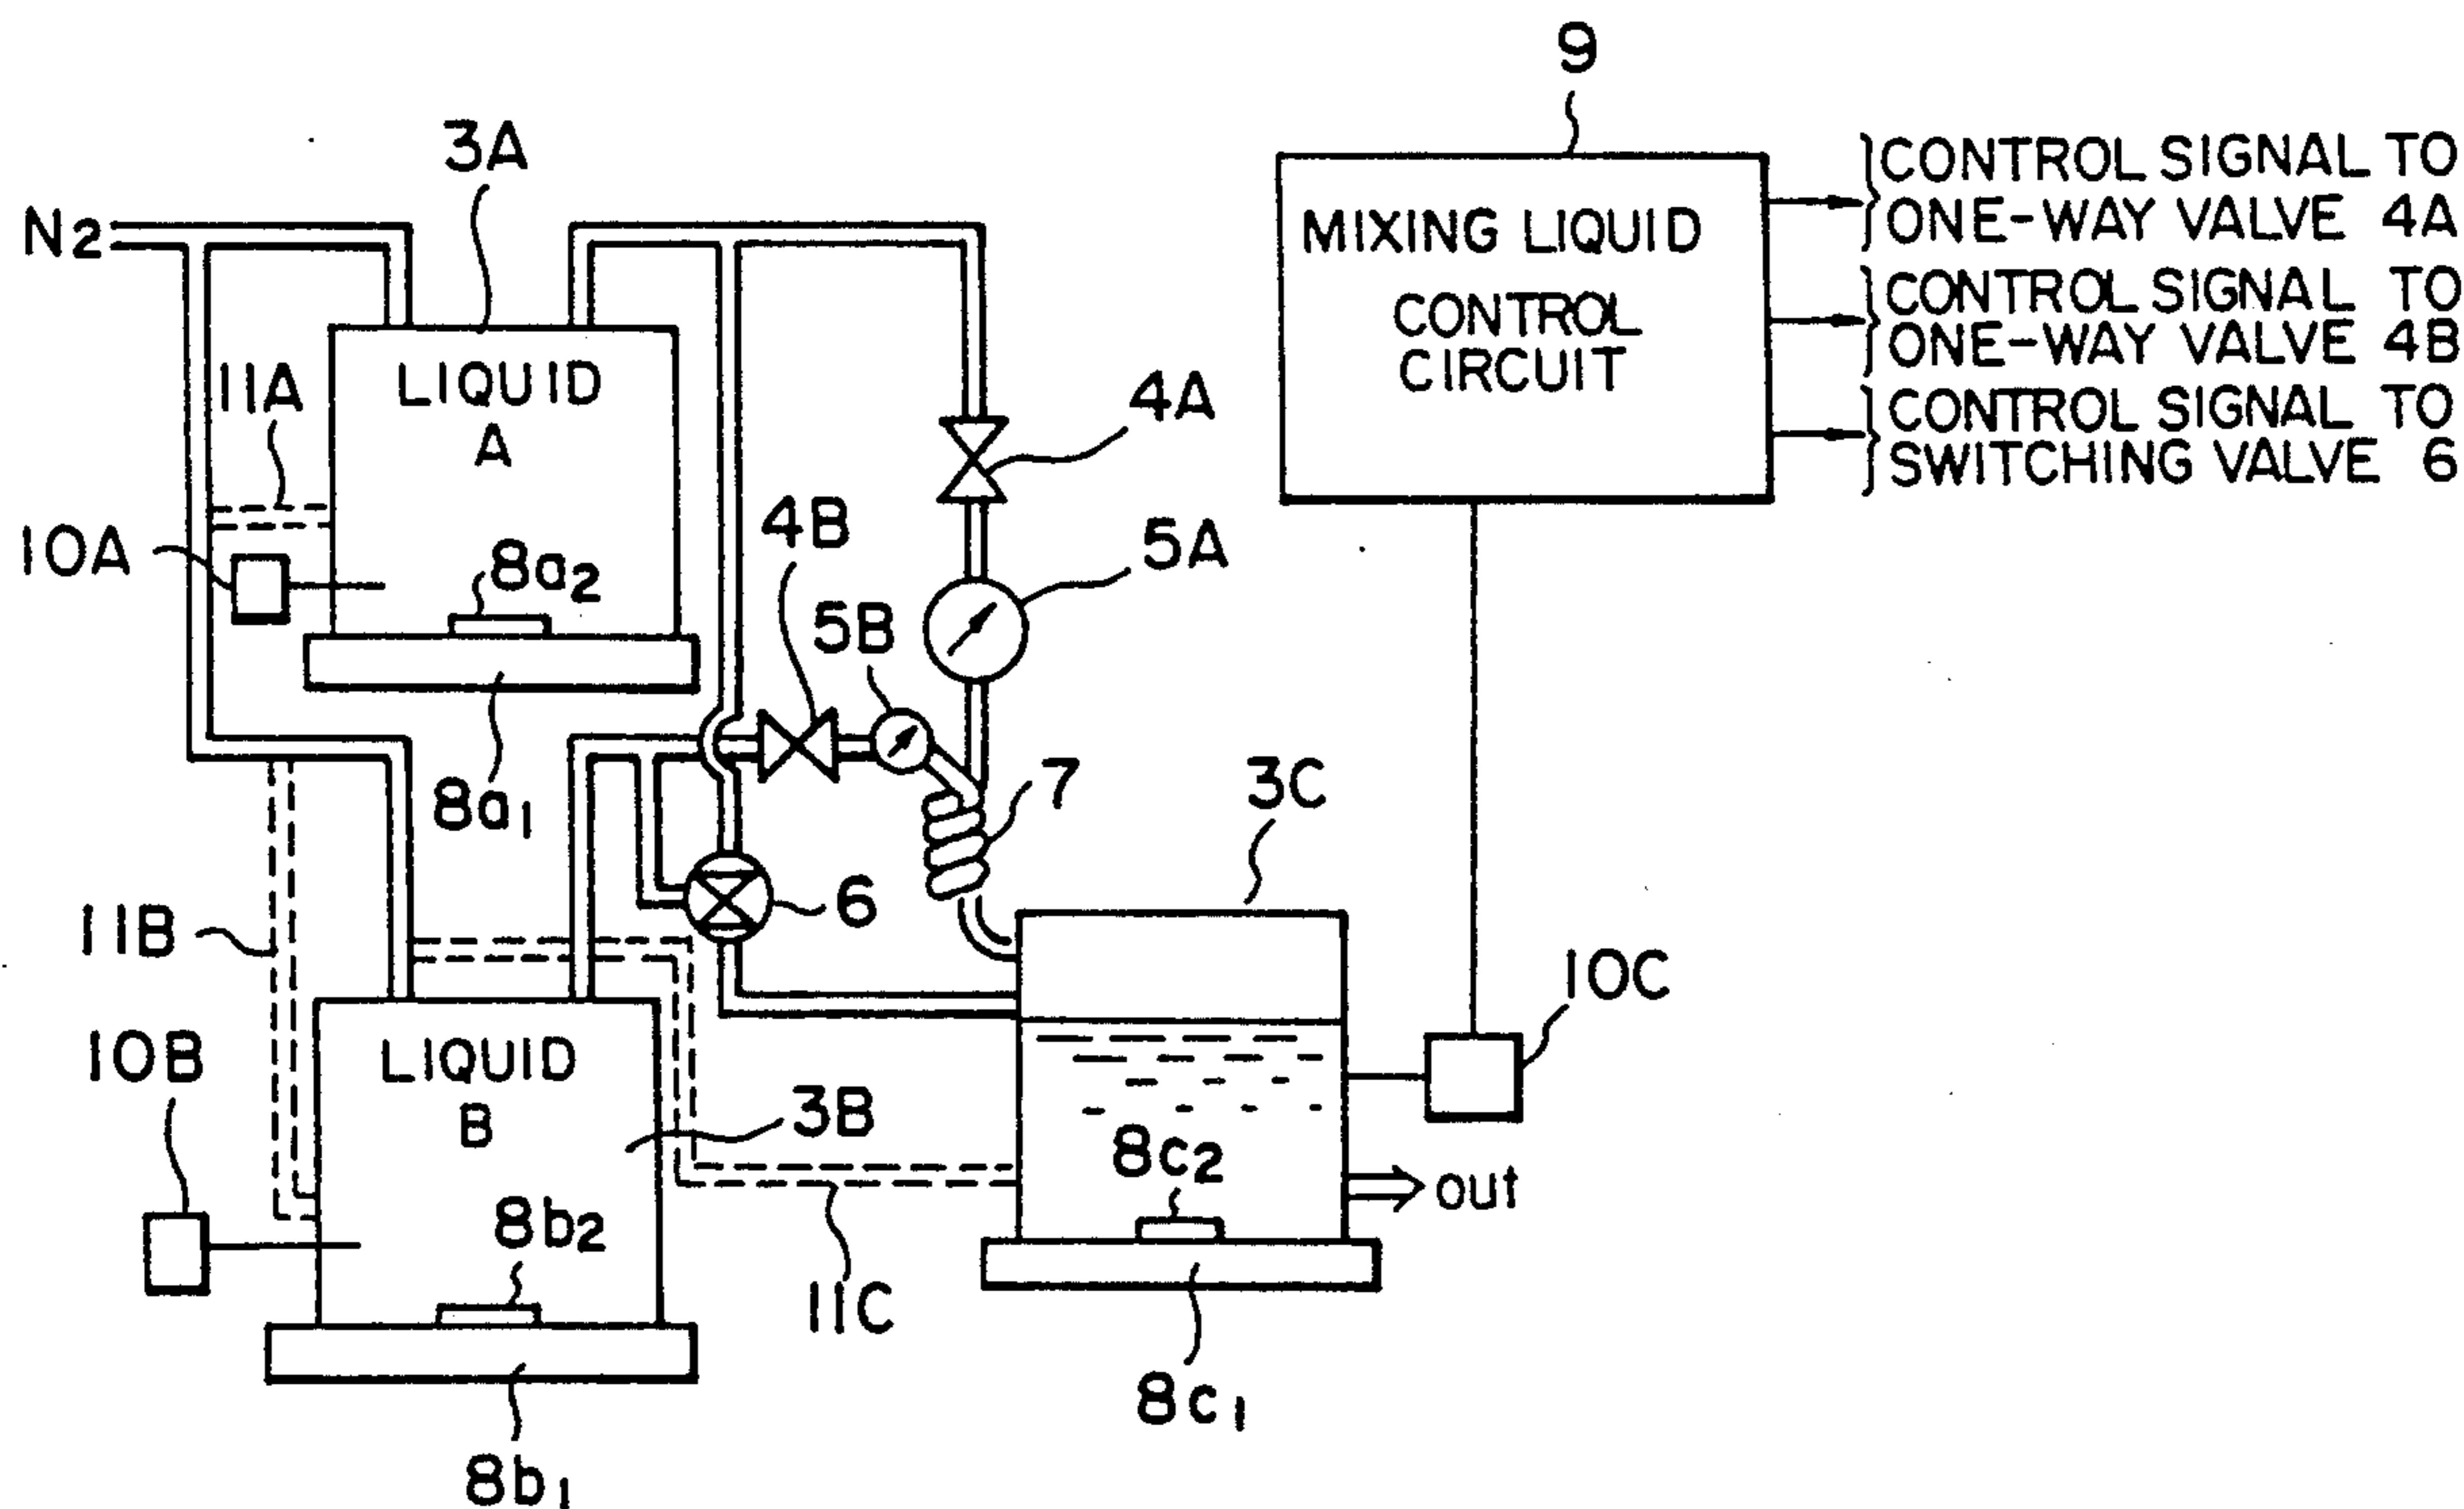 9
3A
CONTROL SIGNAL TO
ONE-WAY VALVE 4A
N2
MIXING LIQUID
CONTROL SIGNAL TO
ONE-WAY VALVE 4B
CONTROL
CIRCUIT
11A
LIQUID
A
4A
CONTROL SIGNAL TO
SWITCHING VALVE 6
4B
5A
10A
8a2
5B
8a1
7
3C
6
11B
10C
10B
LIQUID
B
3B
8c2
out
8b2
11C
8c1
8b1